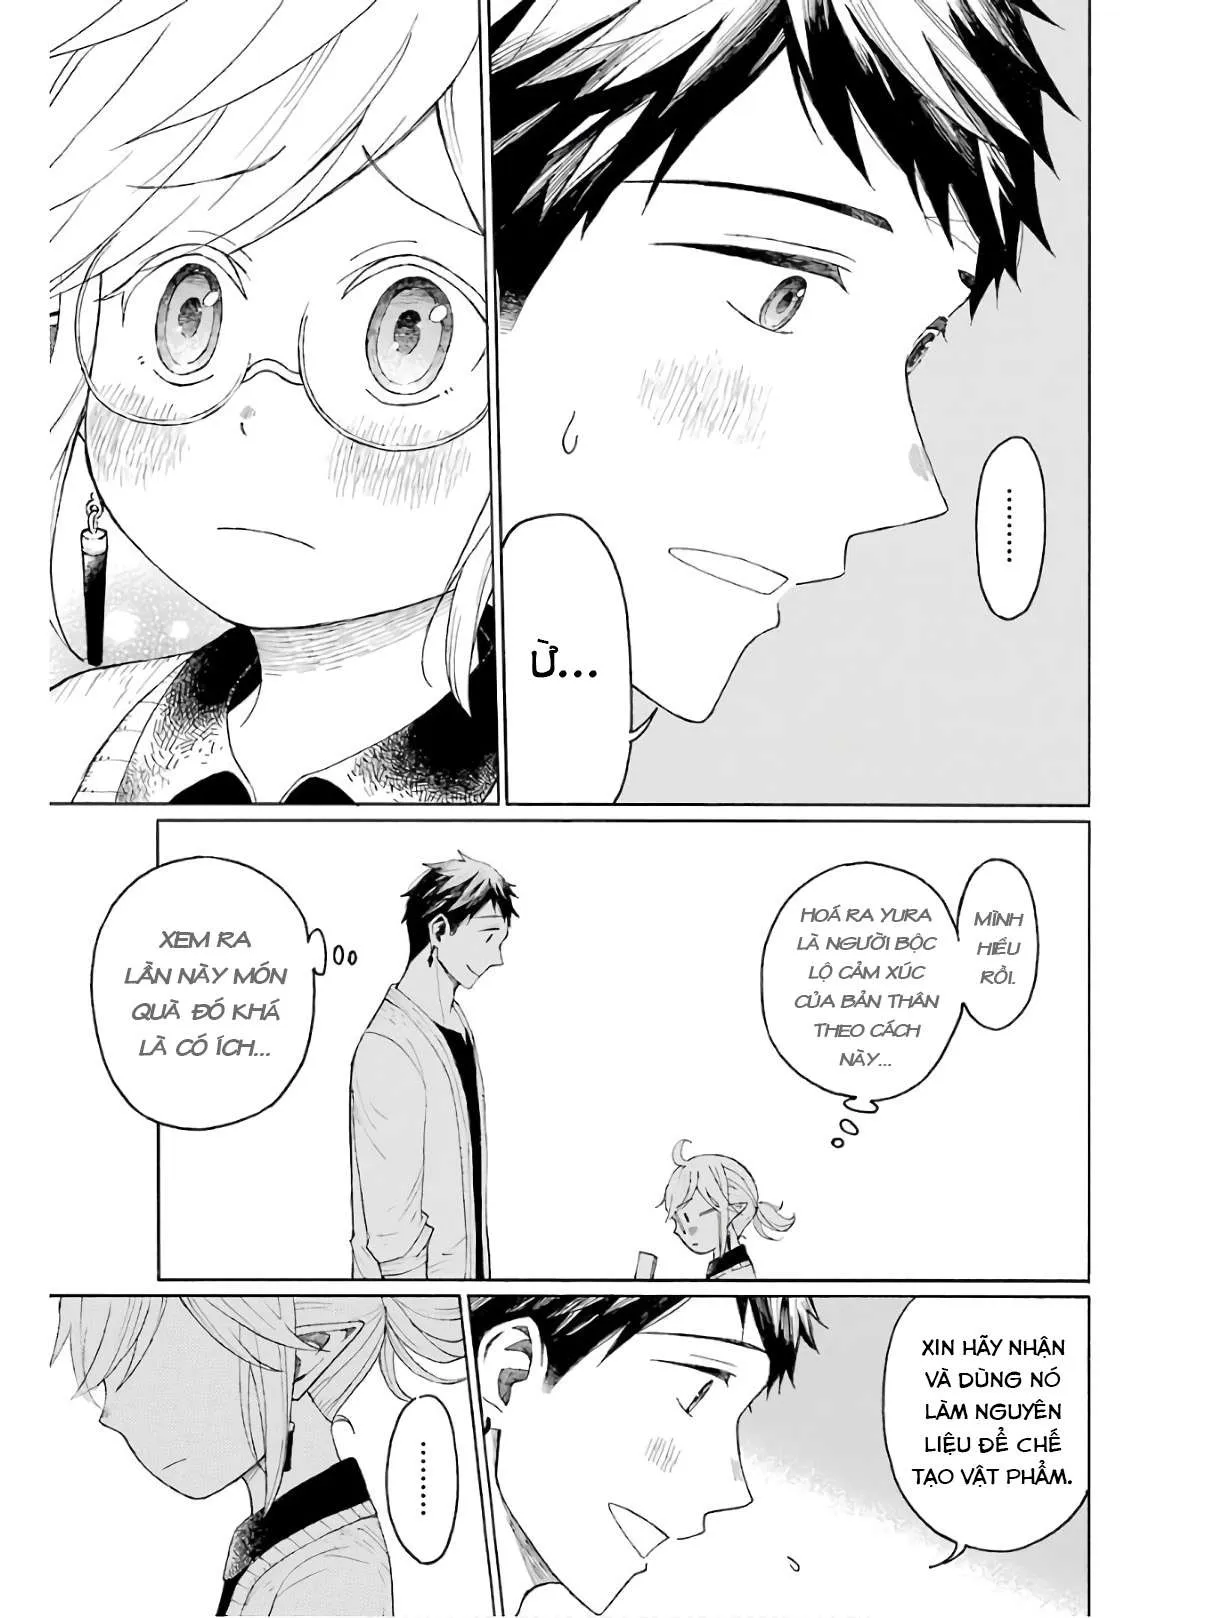 .........
Ừ...
MÌNH
HIỂU
RỒI.
HOÁ RA YURA
LÀ NGƯỜI BỘC
LỘ CẢM XÚC
CỦA BẢN THÂN
THEO CÁCH
NÀY...
XEM RA
LẦN NÀY MÓN
QUÀ ĐÓ KHÁ
LÀ CÓ ÍCH...
XIN HÃY NHẬN
VÀ DÙNG NÓ
LÀM NGUYÊN
LIỆU ĐỂ CHẾ
TẠO VẬT PHẨM.
.........